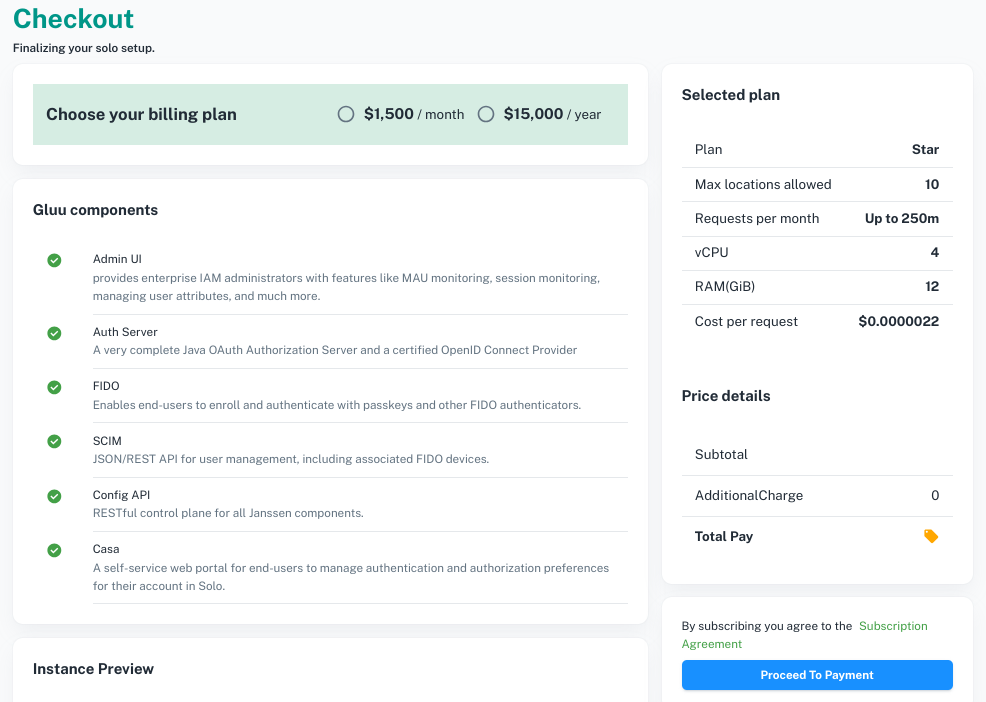 Checkout
Finalizing your solo setup.
Choose your billing plan
$1,500 / month
$15,000 / year
Gluu components
Admin UI
provides enterprise IAM administrators with features like MAU monitoring, session monitoring,
managing user attributes, and much more.
Auth Server
A very complete Java OAuth Authorization Server and a certified OpenID Connect Provider
FIDO
Enables end-users to enroll and authenticate with passkeys and other FIDO authenticators.
SCIM
JSON/REST API for user management, including associated FIDO devices.
Config API
RESTful control plane for all Janssen components.
Casa
A self-service web portal for end-users to manage authentication and authorization preferences
for their account in Solo.
Instance Preview
Selected plan
Plan Star
Max locations allowed 10
Requests per month Up to 250m
vCPU 4
RAM(GiB) 12
Cost per request $0.0000022
Price details
Subtotal
AdditionalCharge 0
Total Pay
By subscribing you agree to the Subscription
Agreement
Proceed To Payment